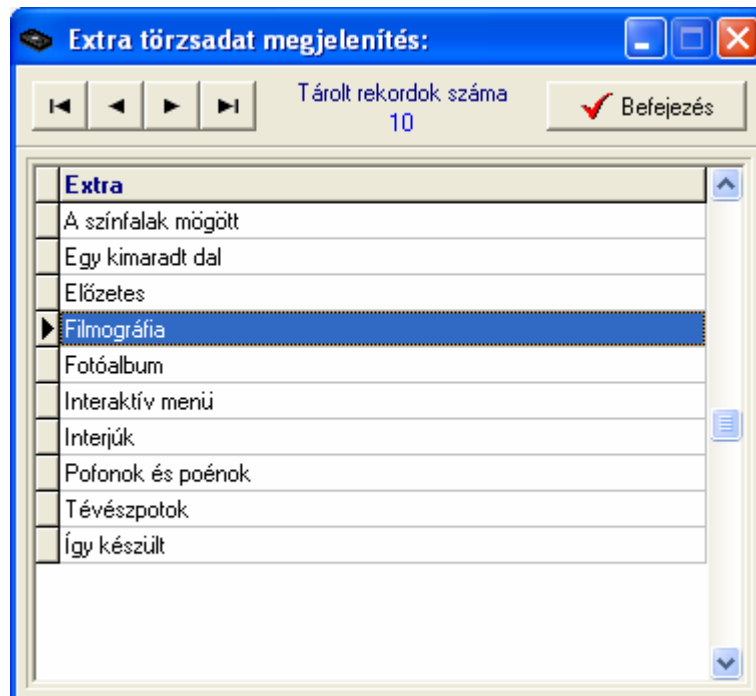 Extra törzsadat megjelenítés:
Tárolt rekordok száma
10
Befejezés
Extra
A színfalak mögött
Egy kimaradt dal
Előzetes
Filmográfia
Fotóalbum
Interaktív menü
Interjúk
Pofonok és poénok
Tévészpotok
Így készült